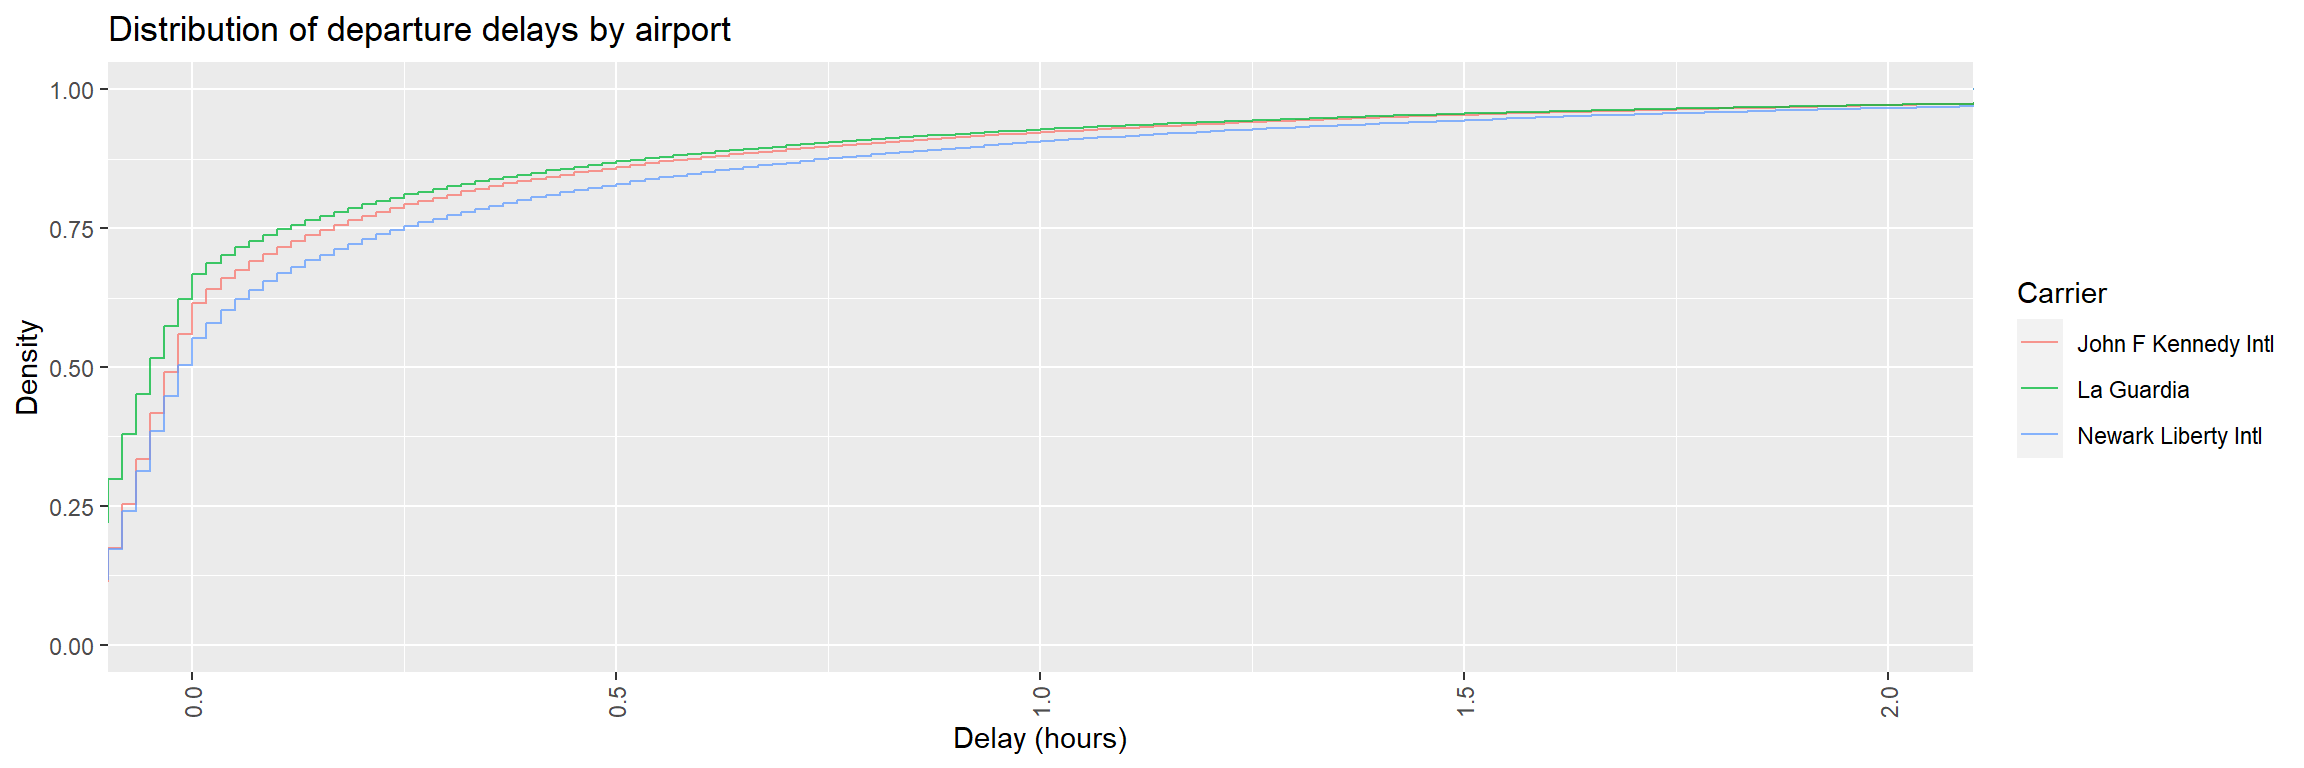 Distribution of departure delays by airport
1.00
0.75
0.50
0.25
0.00
Density
0.0
0.5
1.0
1.5
2.0
Delay (hours)
Carrier
John F Kennedy Intl
La Guardia
Newark Liberty Intl